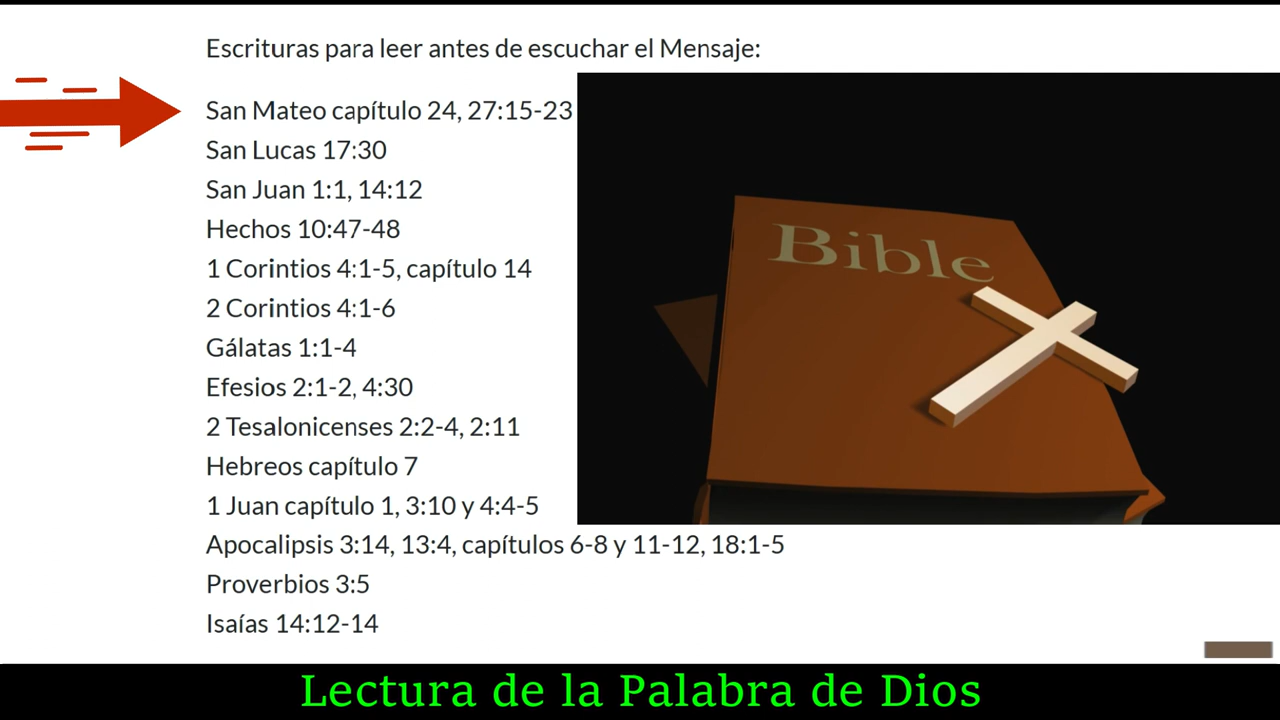 Escrituras para leer antes de escuchar el Mensaje:
San Mateo capítulo 24, 27:15-23
San Lucas 17:30
San Juan 1:1, 14:12
Hechos 10:47-48
1 Corintios 4:1-5, capítulo 14
2 Corintios 4:1-6
Gálatas 1:1-4
Efesios 2:1-2, 4:30
2 Tesalonicenses 2:2-4, 2:11
Hebreos capítulo 7
1 Juan capítulo 1, 3:10 y 4:4-5
Apocalipsis 3:14, 13:4, capítulos 6-8 y 11-12, 18:1-5
Proverbios 3:5
Isaías 14:12-14
Bible
Lectura de la Palabra de Dios